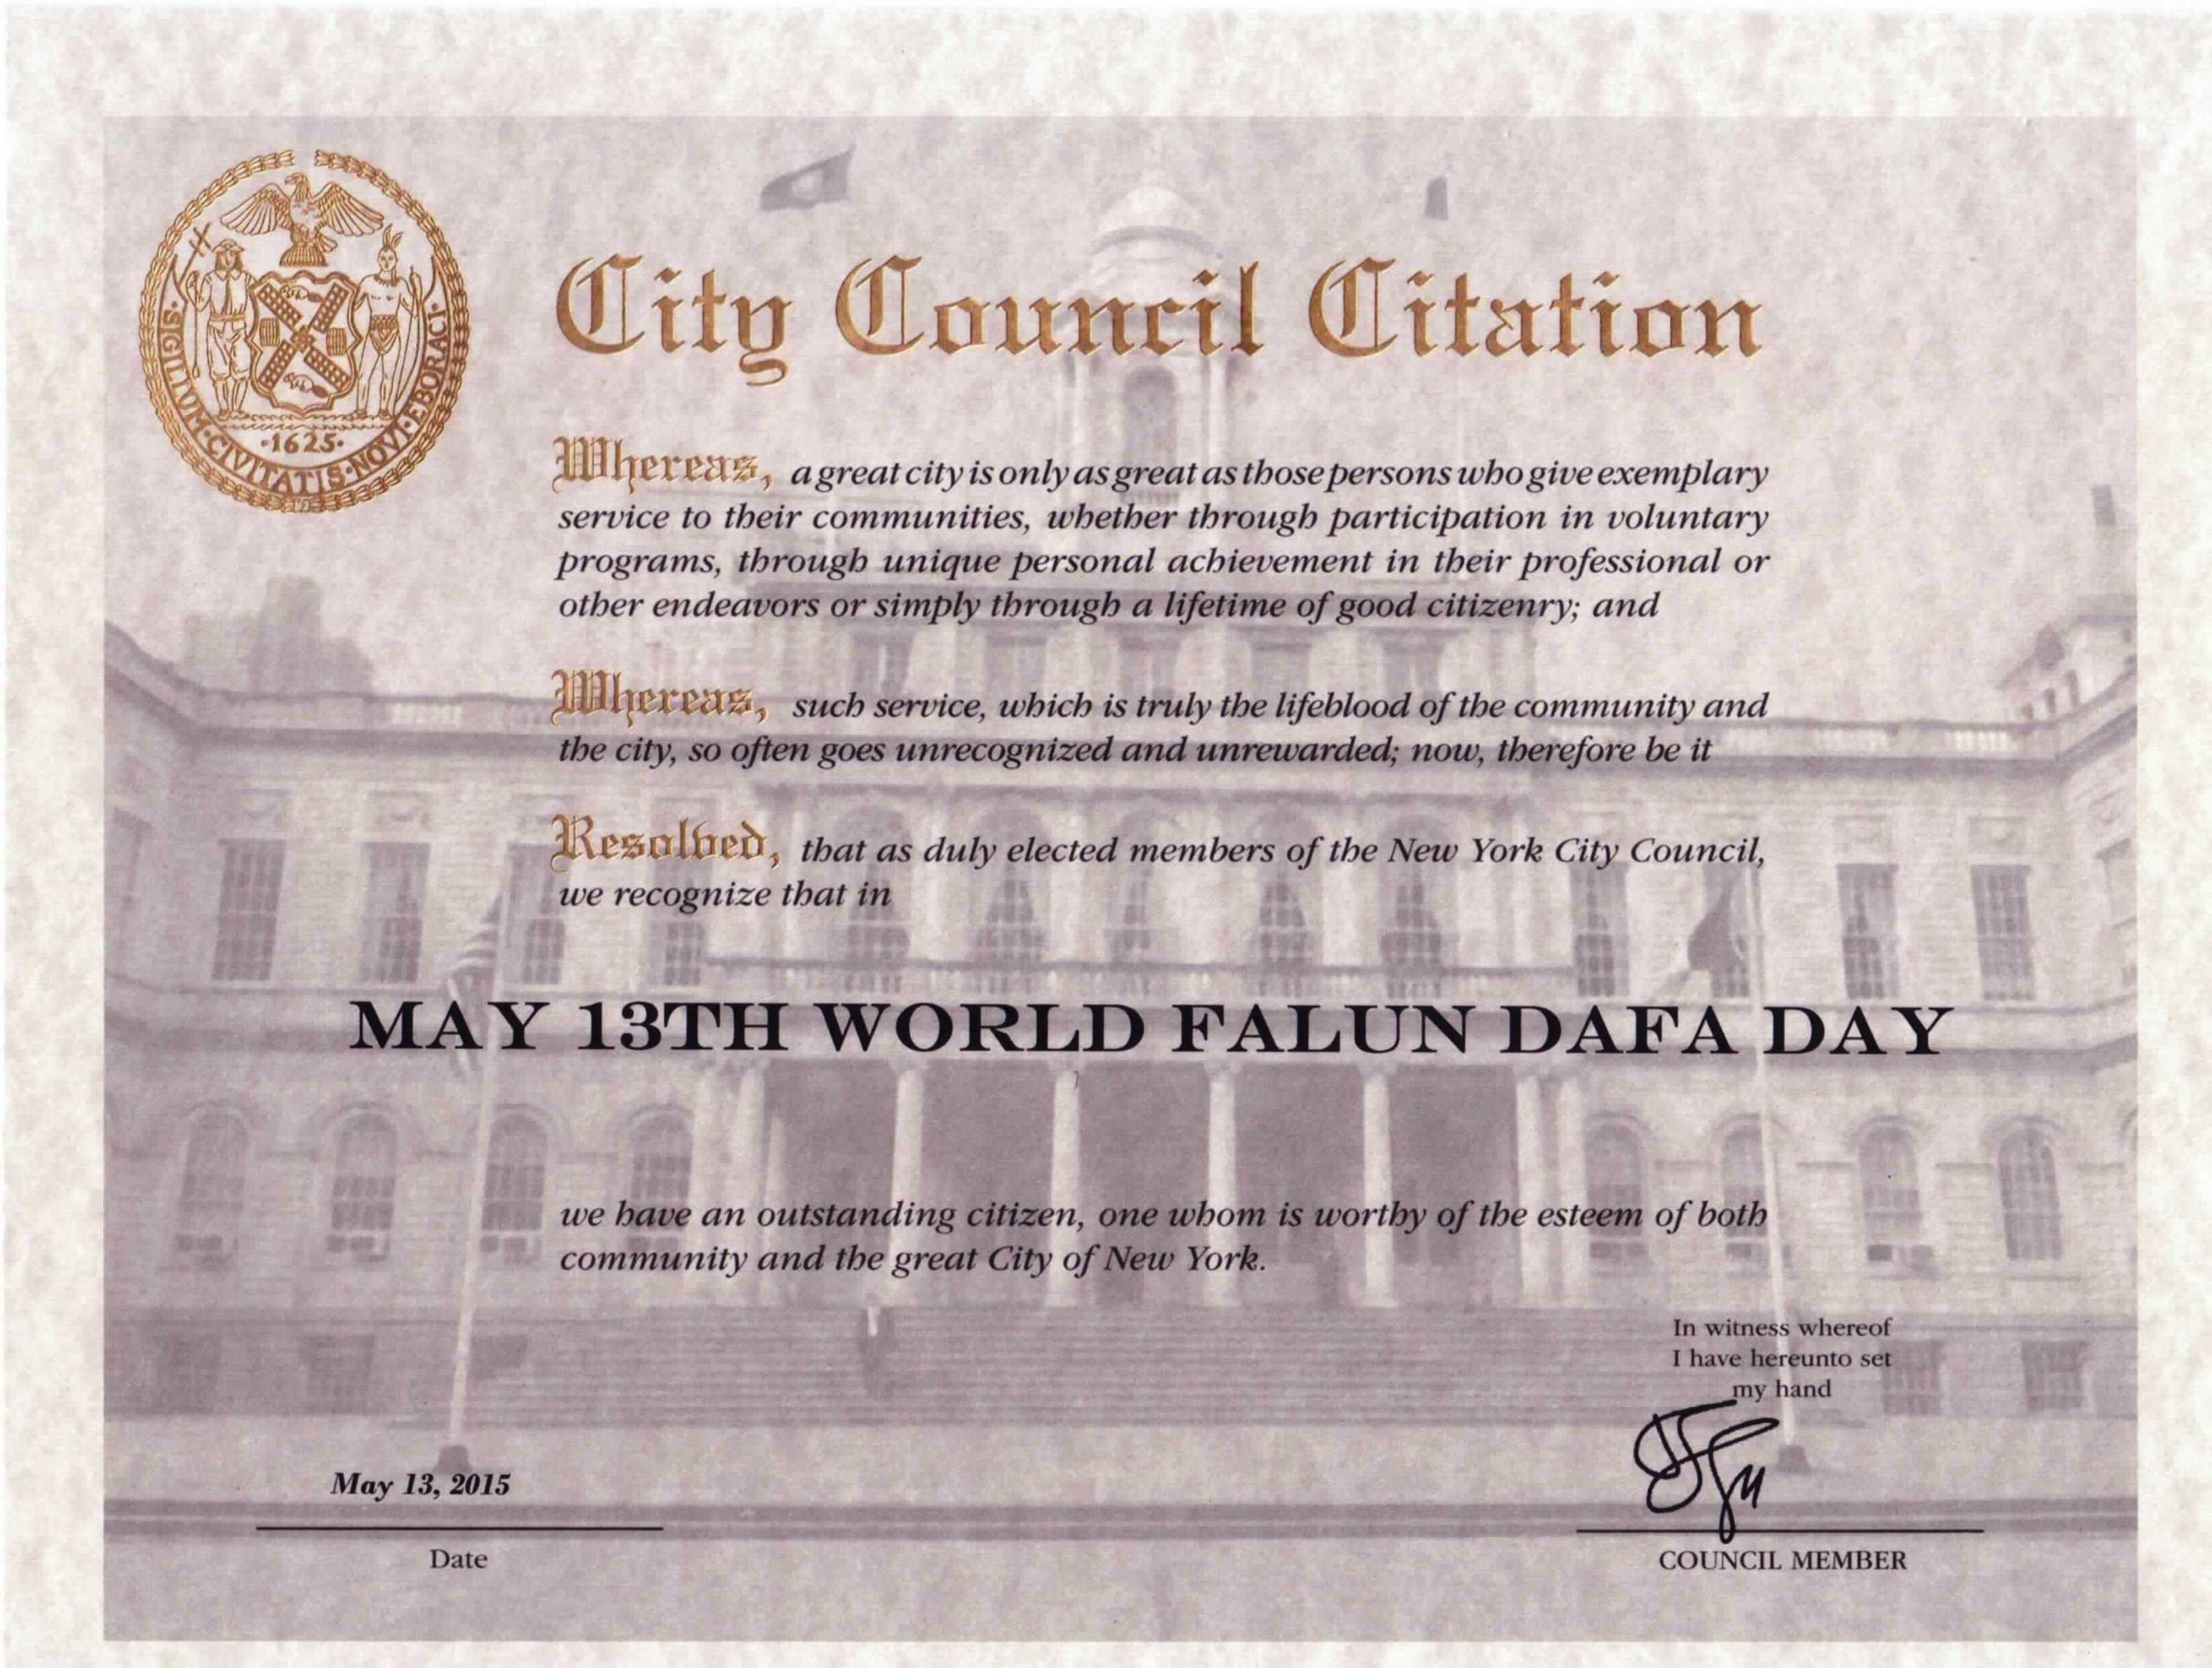 SIGILLUM·CIVITATIS·NOVI·EBORACI·
·1625·
City Council Citation
Whereas, a great city is only as great as those persons who give exemplary
service to their communities, whether through participation in voluntary
programs, through unique personal achievement in their professional or
other endeavors or simply through a lifetime of good citizenry; and
Whereas, such service, which is truly the lifeblood of the community and
the city, so often goes unrecognized and unrewarded; now, therefore be it
Resolved, that as duly elected members of the New York City Council,
we recognize that in
MAY 13TH WORLD FALUN DAFA DAY
we have an outstanding citizen, one whom is worthy of the esteem of both
community and the great City of New York.
In witness whereof
I have hereunto set
my hand
May 13, 2015
Date
COUNCIL MEMBER